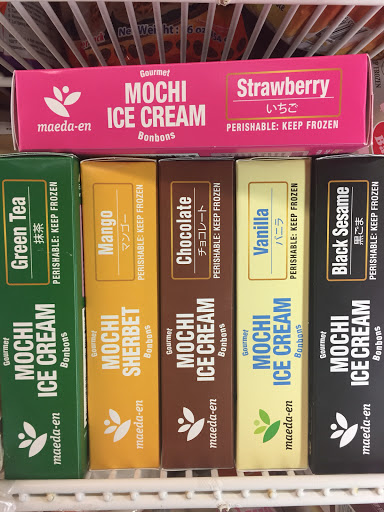 Net Weight: 16 oz
Gourmet
MOCHI
ICE CREAM
Bonbons
maeda-en
Strawberry
いちご
PERISHABLE: KEEP FROZEN
Green Tea
抹茶
PERISHABLE: KEEP FROZEN
Gourmet
MOCHI
ICE CREAM
Bonbons
maeda-en
Mango
マンゴー
PERISHABLE: KEEP FROZEN
Gourmet
MOCHI
SHERBET
Bonbons
maeda-en
Chocolate
チョコレート
PERISHABLE: KEEP FROZEN
Gourmet
MOCHI
ICE CREAM
Bonbons
maeda-en
Vanilla
バニラ
PERISHABLE: KEEP FROZEN
Gourmet
MOCHI
ICE CREAM
Bonbons
maeda-en
Black Sesame
黒ごま
PERISHABLE: KEEP FROZEN
Gourmet
MOCHI
ICE CREAM
Bonbons
maeda-en